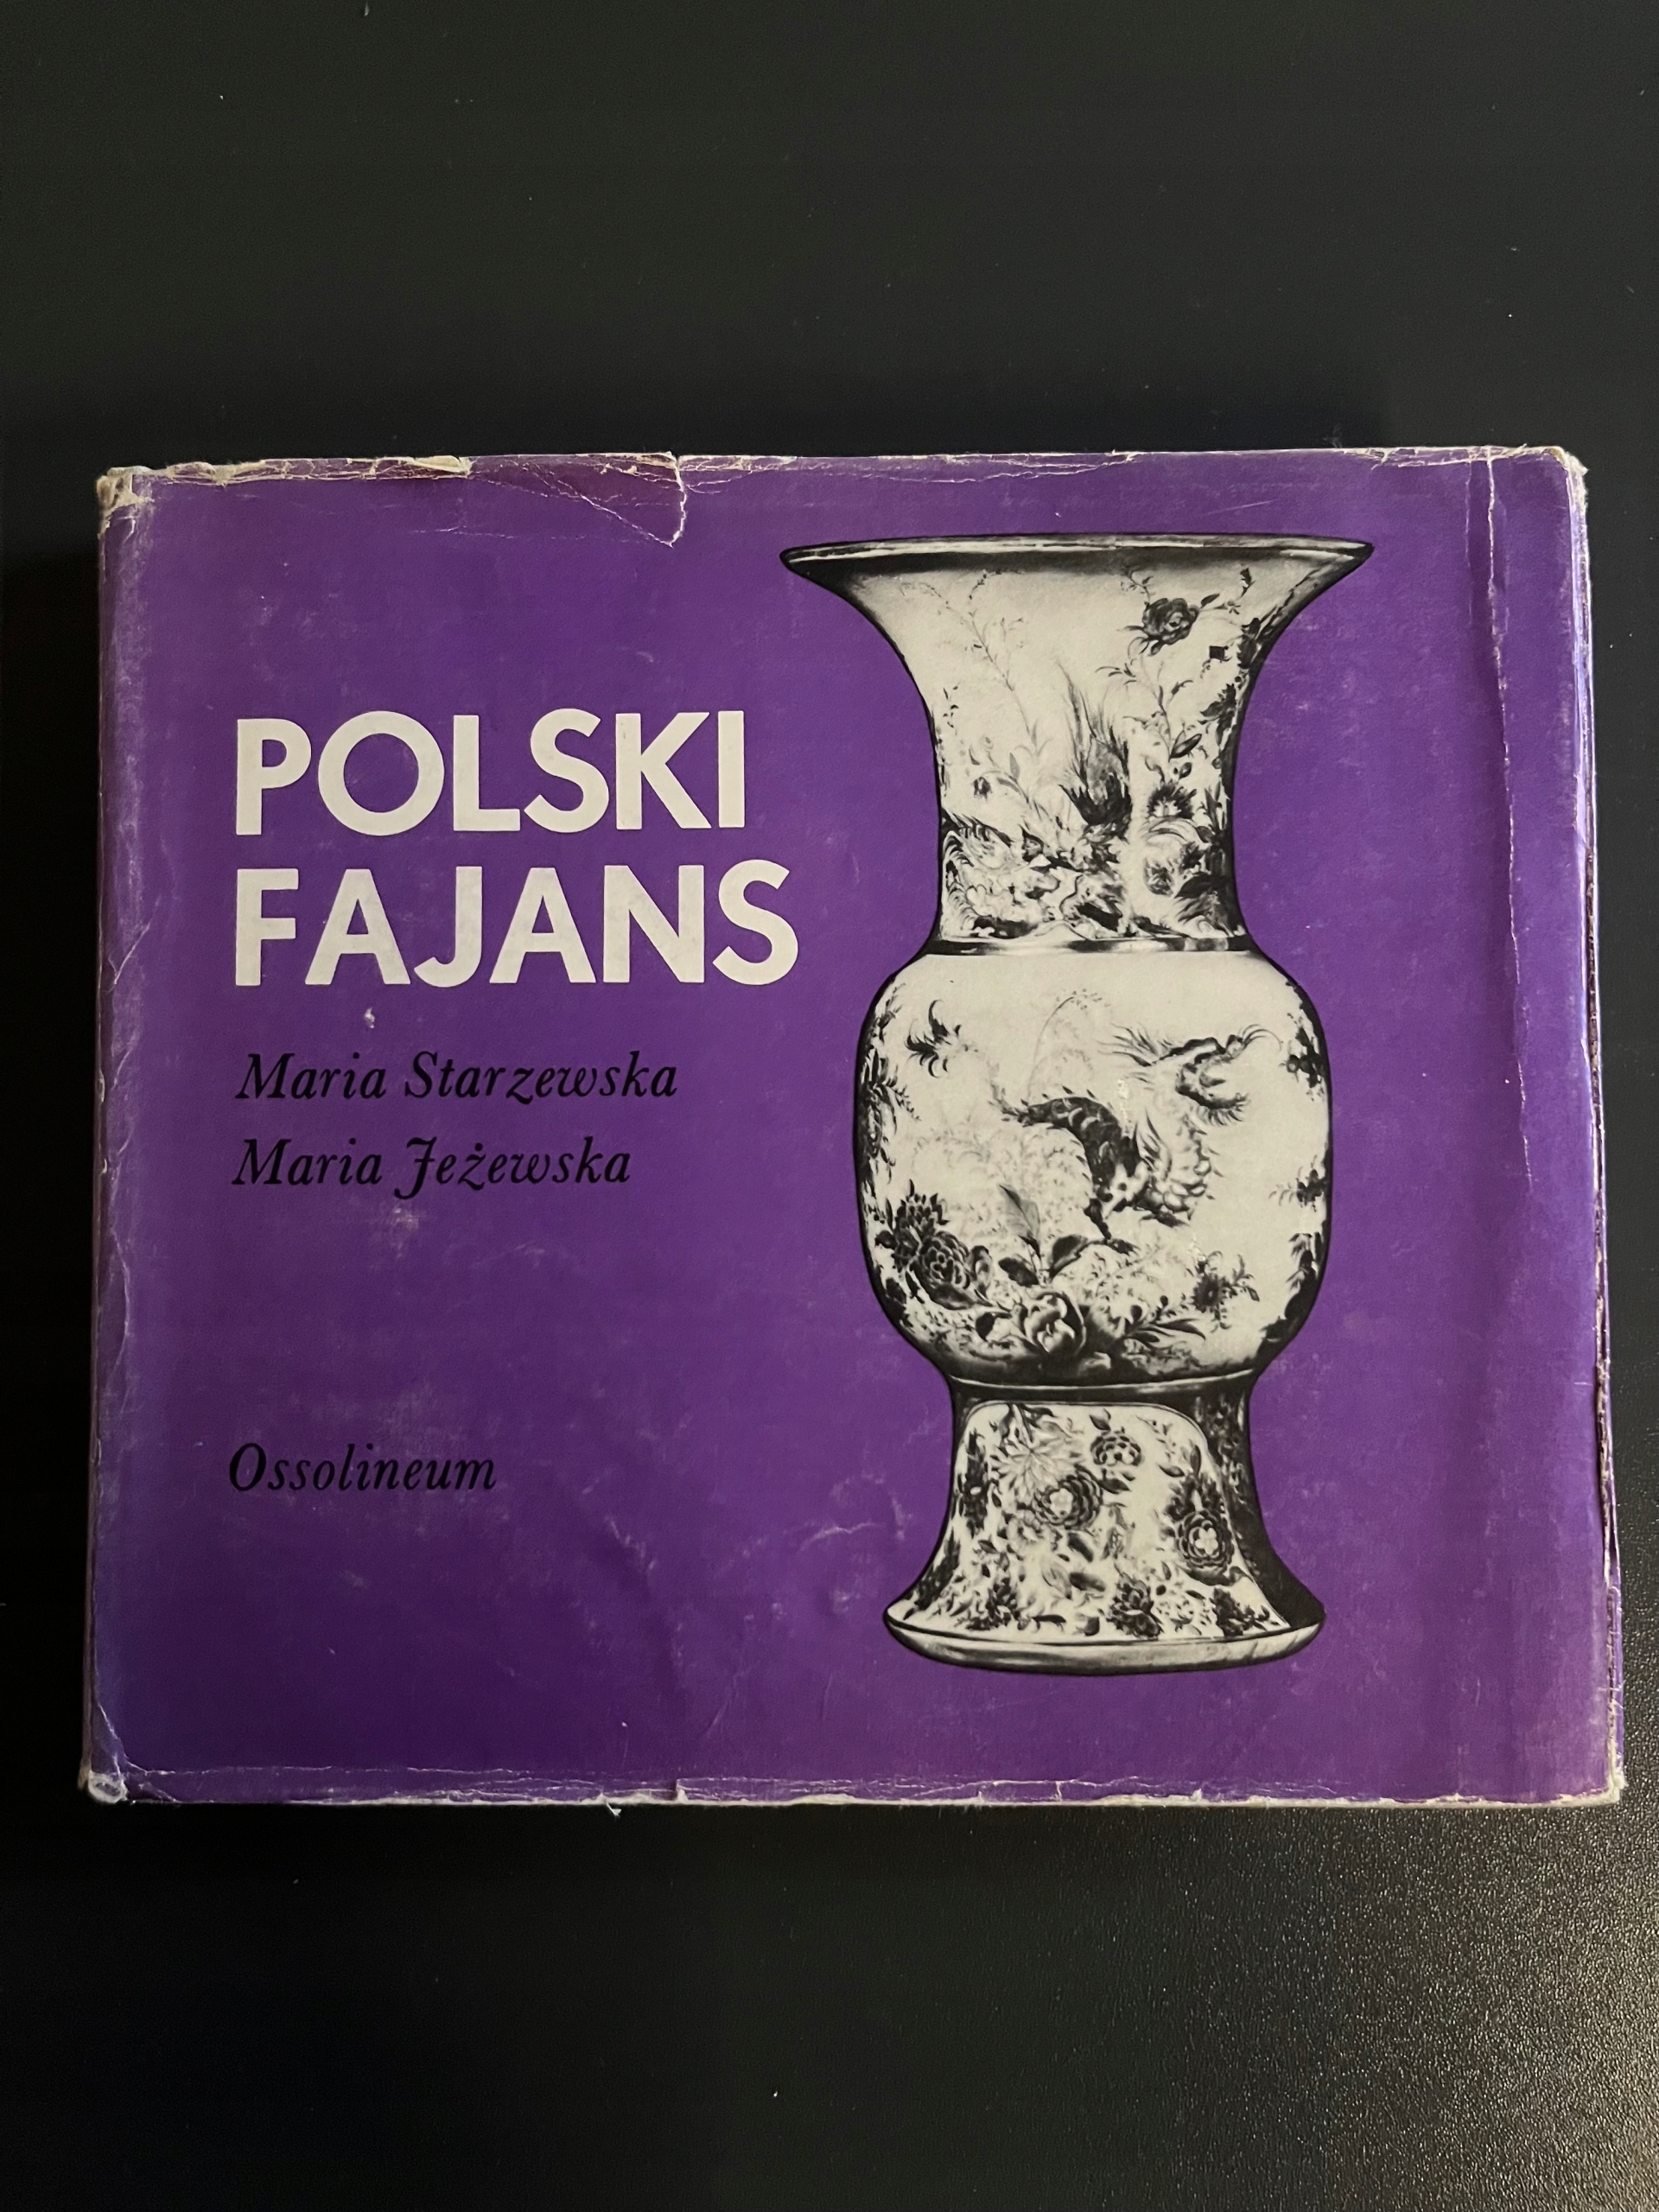 POLSKI
FAJANS
Maria Starzewska
Maria Jeżewska
Ossolineum